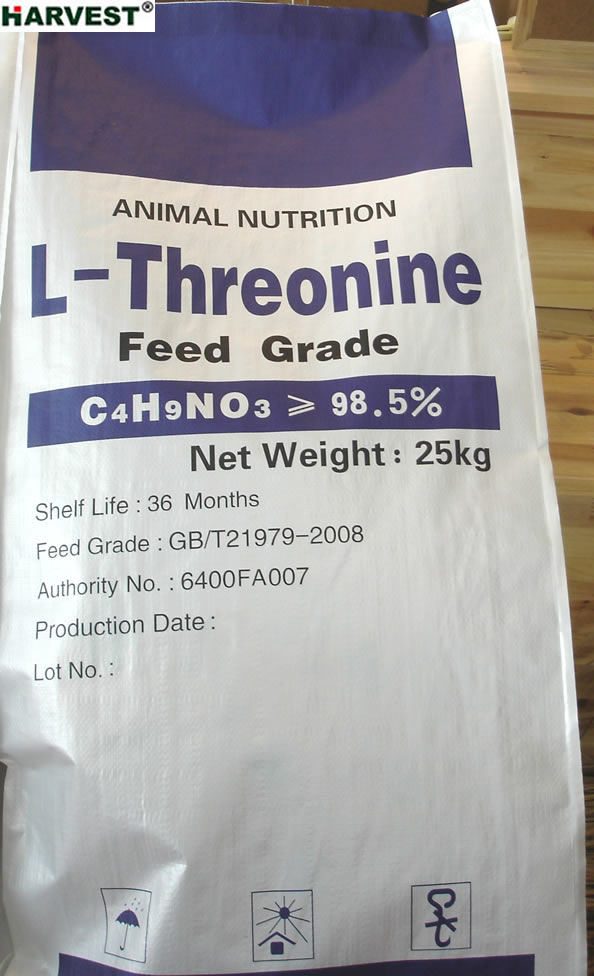 HARVEST®
ANIMAL NUTRITION
L-Threonine
Feed Grade
C4H9NO3 ≥ 98.5%
Net Weight: 25kg
Shelf Life : 36 Months
Feed Grade : GB/T21979-2008
Authority No. : 6400FA007
Production Date :
Lot No. :